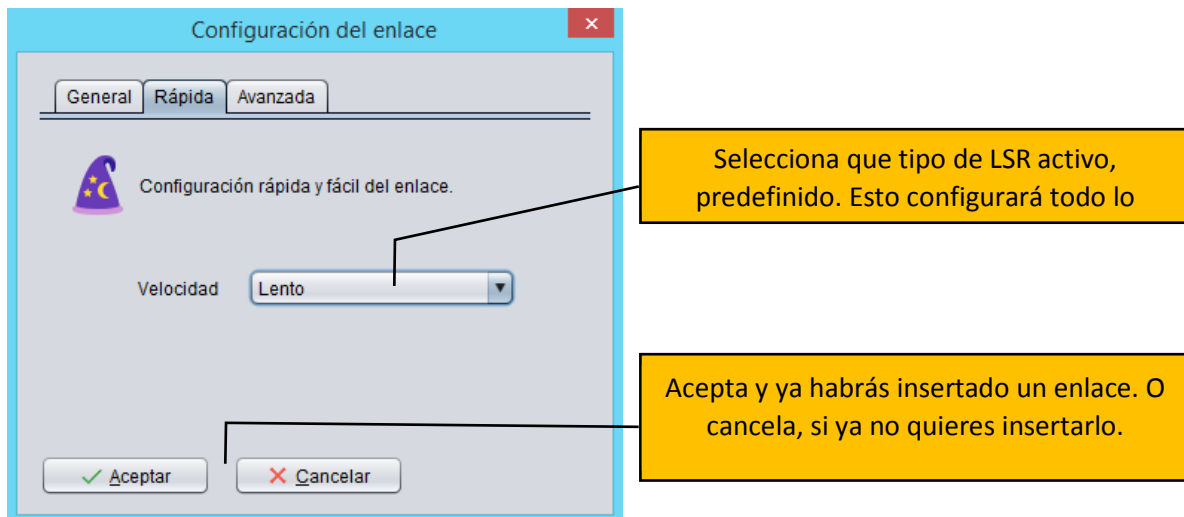 Configuración del enlace
General Rápida Avanzada
Configuración rápida y fácil del enlace.
Velocidad Lento
Aceptar Cancelar
Selecciona que tipo de LSR activo,
predefinido. Esto configurará todo lo
Acepta y ya habrás insertado un enlace. O
cancela, si ya no quieres insertarlo.